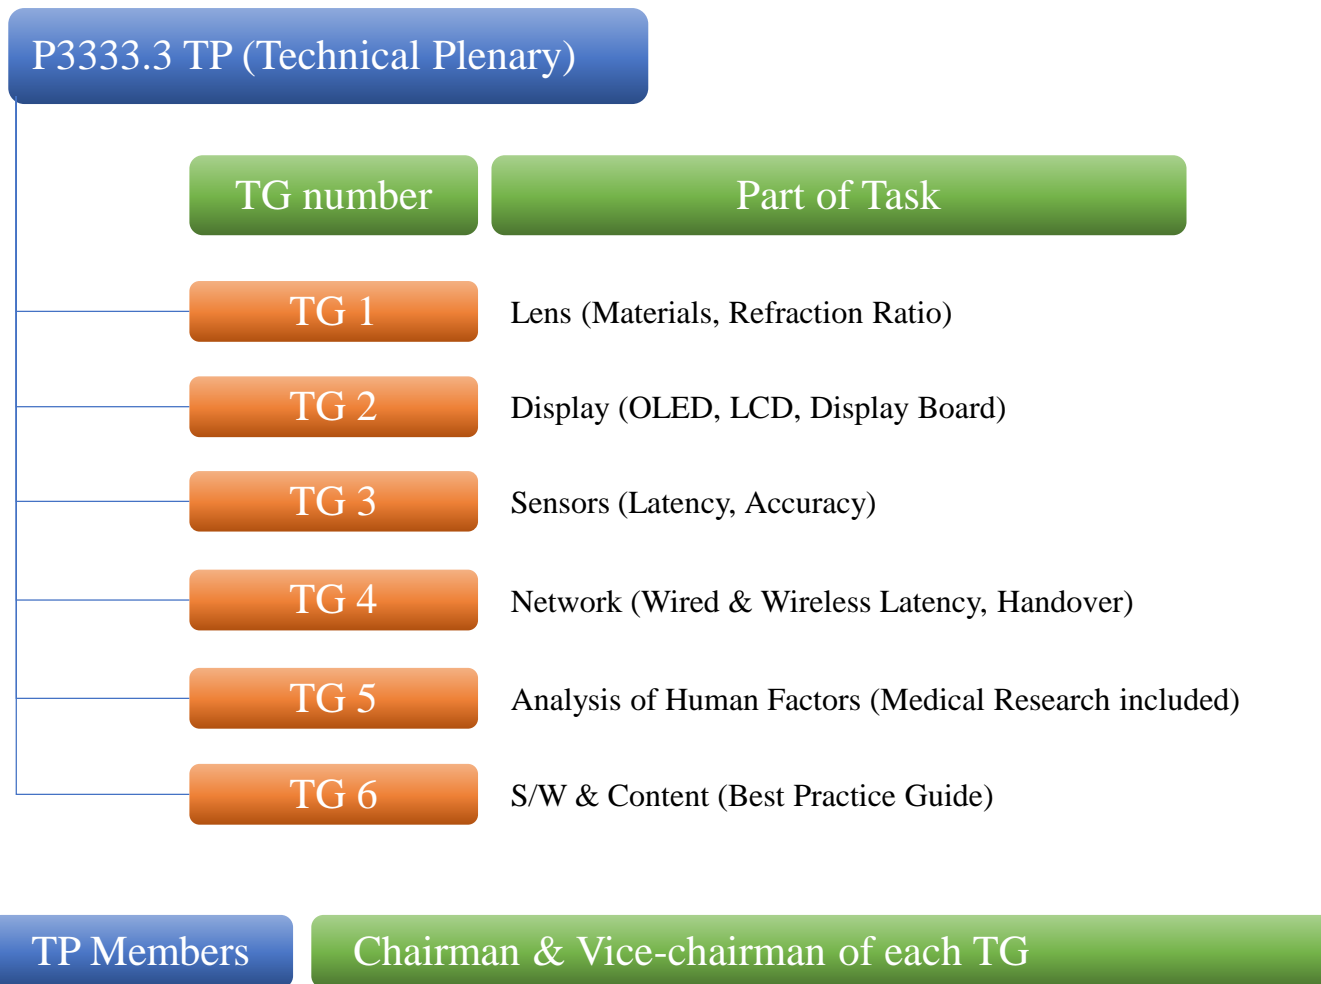 P3333.3 TP (Technical Plenary)
TG number Part of Task
TG 1 Lens (Materials, Refraction Ratio)
TG 2 Display (OLED, LCD, Display Board)
TG 3 Sensors (Latency, Accuracy)
TG 4 Network (Wired & Wireless Latency, Handover)
TG 5 Analysis of Human Factors (Medical Research included)
TG 6 S/W & Content (Best Practice Guide)
TP Members Chairman & Vice-chairman of each TG